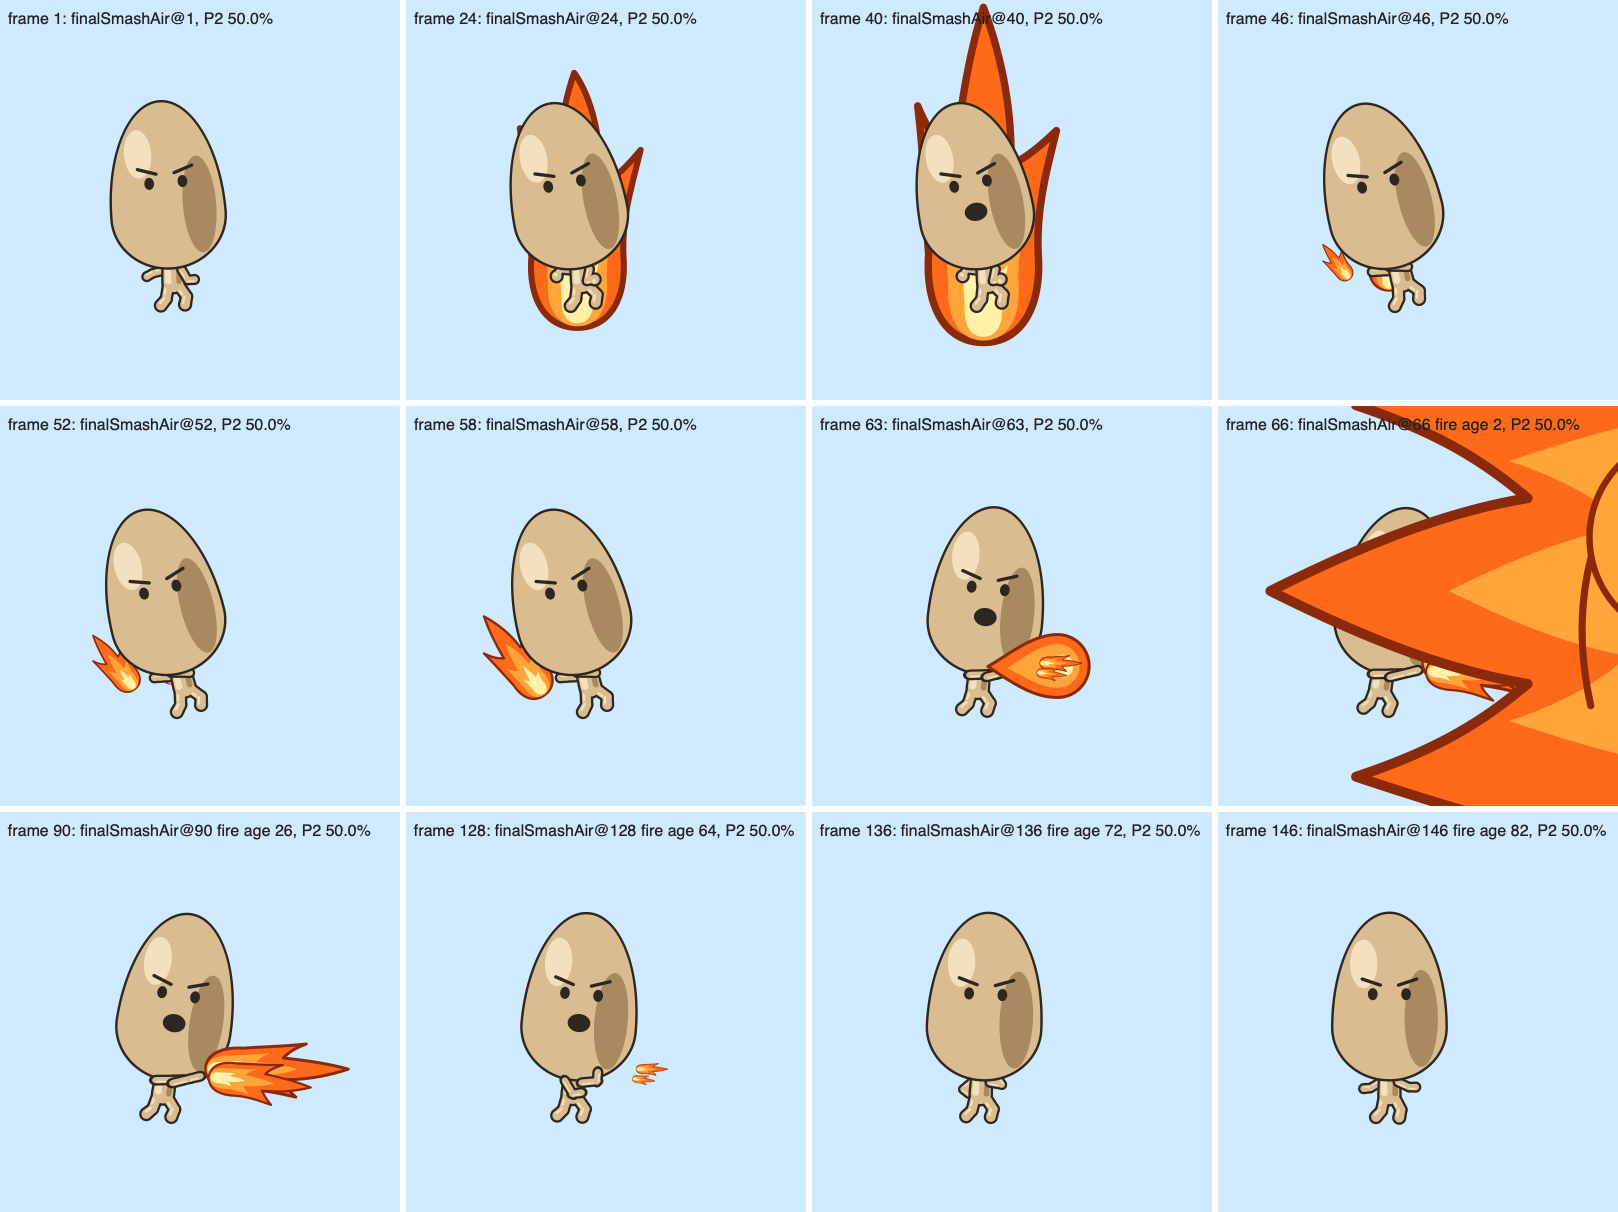 frame 1: finalSmashAir@1, P2 50.0%
frame 24: finalSmashAir@24, P2 50.0%
frame 40: finalSmashAir@40, P2 50.0%
frame 46: finalSmashAir@46, P2 50.0%
frame 52: finalSmashAir@52, P2 50.0%
frame 58: finalSmashAir@58, P2 50.0%
frame 63: finalSmashAir@63, P2 50.0%
frame 66: finalSmashAir@66 fire age 2, P2 50.0%
frame 90: finalSmashAir@90 fire age 26, P2 50.0%
frame 128: finalSmashAir@128 fire age 64, P2 50.0%
frame 136: finalSmashAir@136 fire age 72, P2 50.0%
frame 146: finalSmashAir@146 fire age 82, P2 50.0%